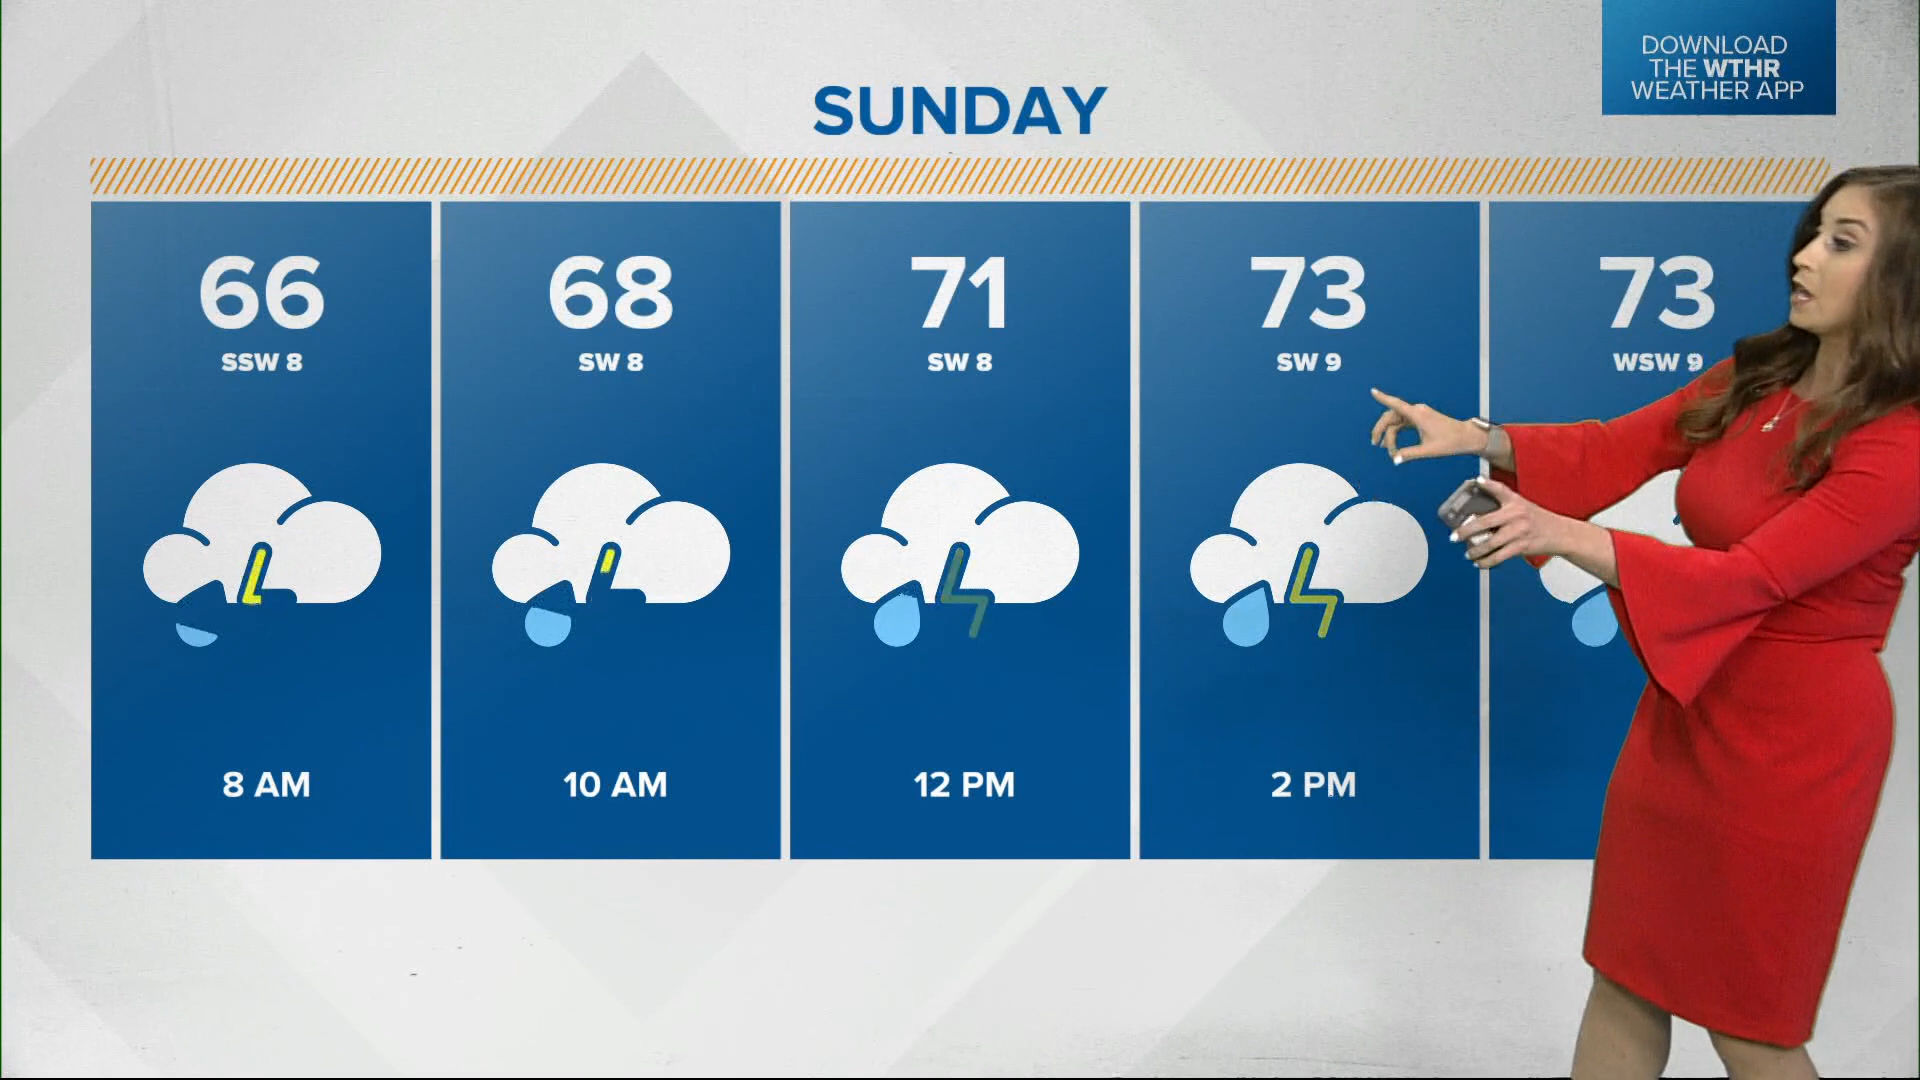 DOWNLOAD
THE WTHR
WEATHER APP
SUNDAY
66
SSW 8
8 AM
68
SW 8
10 AM
71
SW 8
12 PM
73
SW 9
2 PM
73
WSW 9